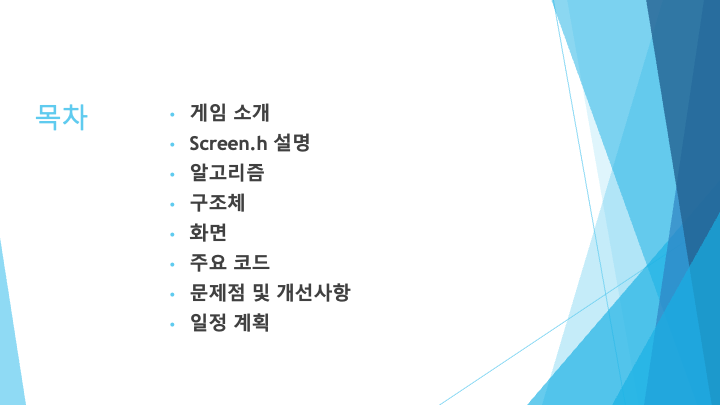 목차
게임 소개
Screen.h 설명
알고리즘
구조체
화면
주요 코드
문제점 및 개선사항
일정 계획